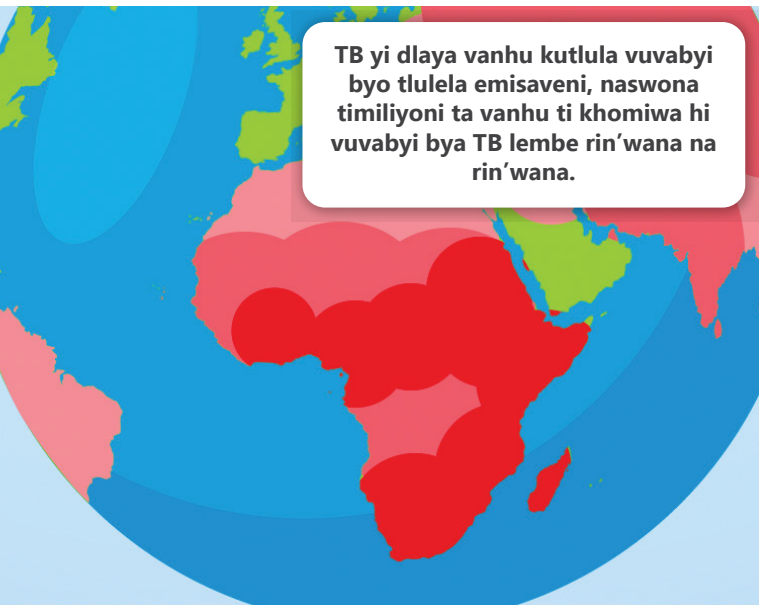 TB yi dlaya vanhu kutlula vuvabyi
byo tlulela emisaveni, naswona
timiliyoni ta vanhu ti khomiwa hi
vuvabyi bya TB lembe rin’wana na
rin’wana.